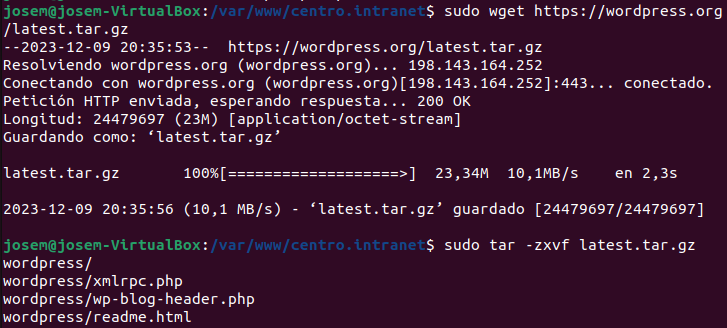 josem@josem-VirtualBox:/var/www/centro.intranet$ sudo wget https://wordpress.org
/latest.tar.gz
--2023-12-09 20:35:53--  https://wordpress.org/latest.tar.gz
Resolviendo wordpress.org (wordpress.org)... 198.143.164.252
Conectando con wordpress.org (wordpress.org)[198.143.164.252]:443... conectado.
Petición HTTP enviada, esperando respuesta... 200 OK
Longitud: 24479697 (23M) [application/octet-stream]
Guardando como: ‘latest.tar.gz’
latest.tar.gz       100%[===================>]  23,34M  10,1MB/s    en 2,3s
2023-12-09 20:35:56 (10,1 MB/s) - ‘latest.tar.gz’ guardado [24479697/24479697]
josem@josem-VirtualBox:/var/www/centro.intranet$ sudo tar -zxvf latest.tar.gz
wordpress/
wordpress/xmlrpc.php
wordpress/wp-blog-header.php
wordpress/readme.html